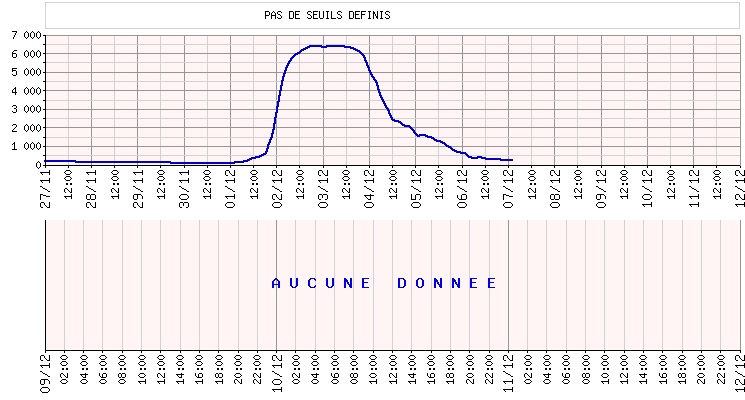 PAS DE SEUILS DEFINIS
7 000
6 000
5 000
4 000
3 000
2 000
1 000
0
27/11 12:00 28/11 12:00 29/11 12:00 30/11 12:00 01/12 12:00 02/12 12:00 03/12 12:00 04/12 12:00 05/12 12:00 06/12 12:00 07/12 12:00 08/12 12:00 09/12 12:00 10/12 12:00 11/12 12:00 12/12
AUCUNE DONNEE
09/12 02:00 04:00 06:00 08:00 10:00 12:00 14:00 16:00 18:00 20:00 22:00 10/12 02:00 04:00 06:00 08:00 10:00 12:00 14:00 16:00 18:00 20:00 22:00 11/12 02:00 04:00 06:00 08:00 10:00 12:00 14:00 16:00 18:00 20:00 22:00 12/12